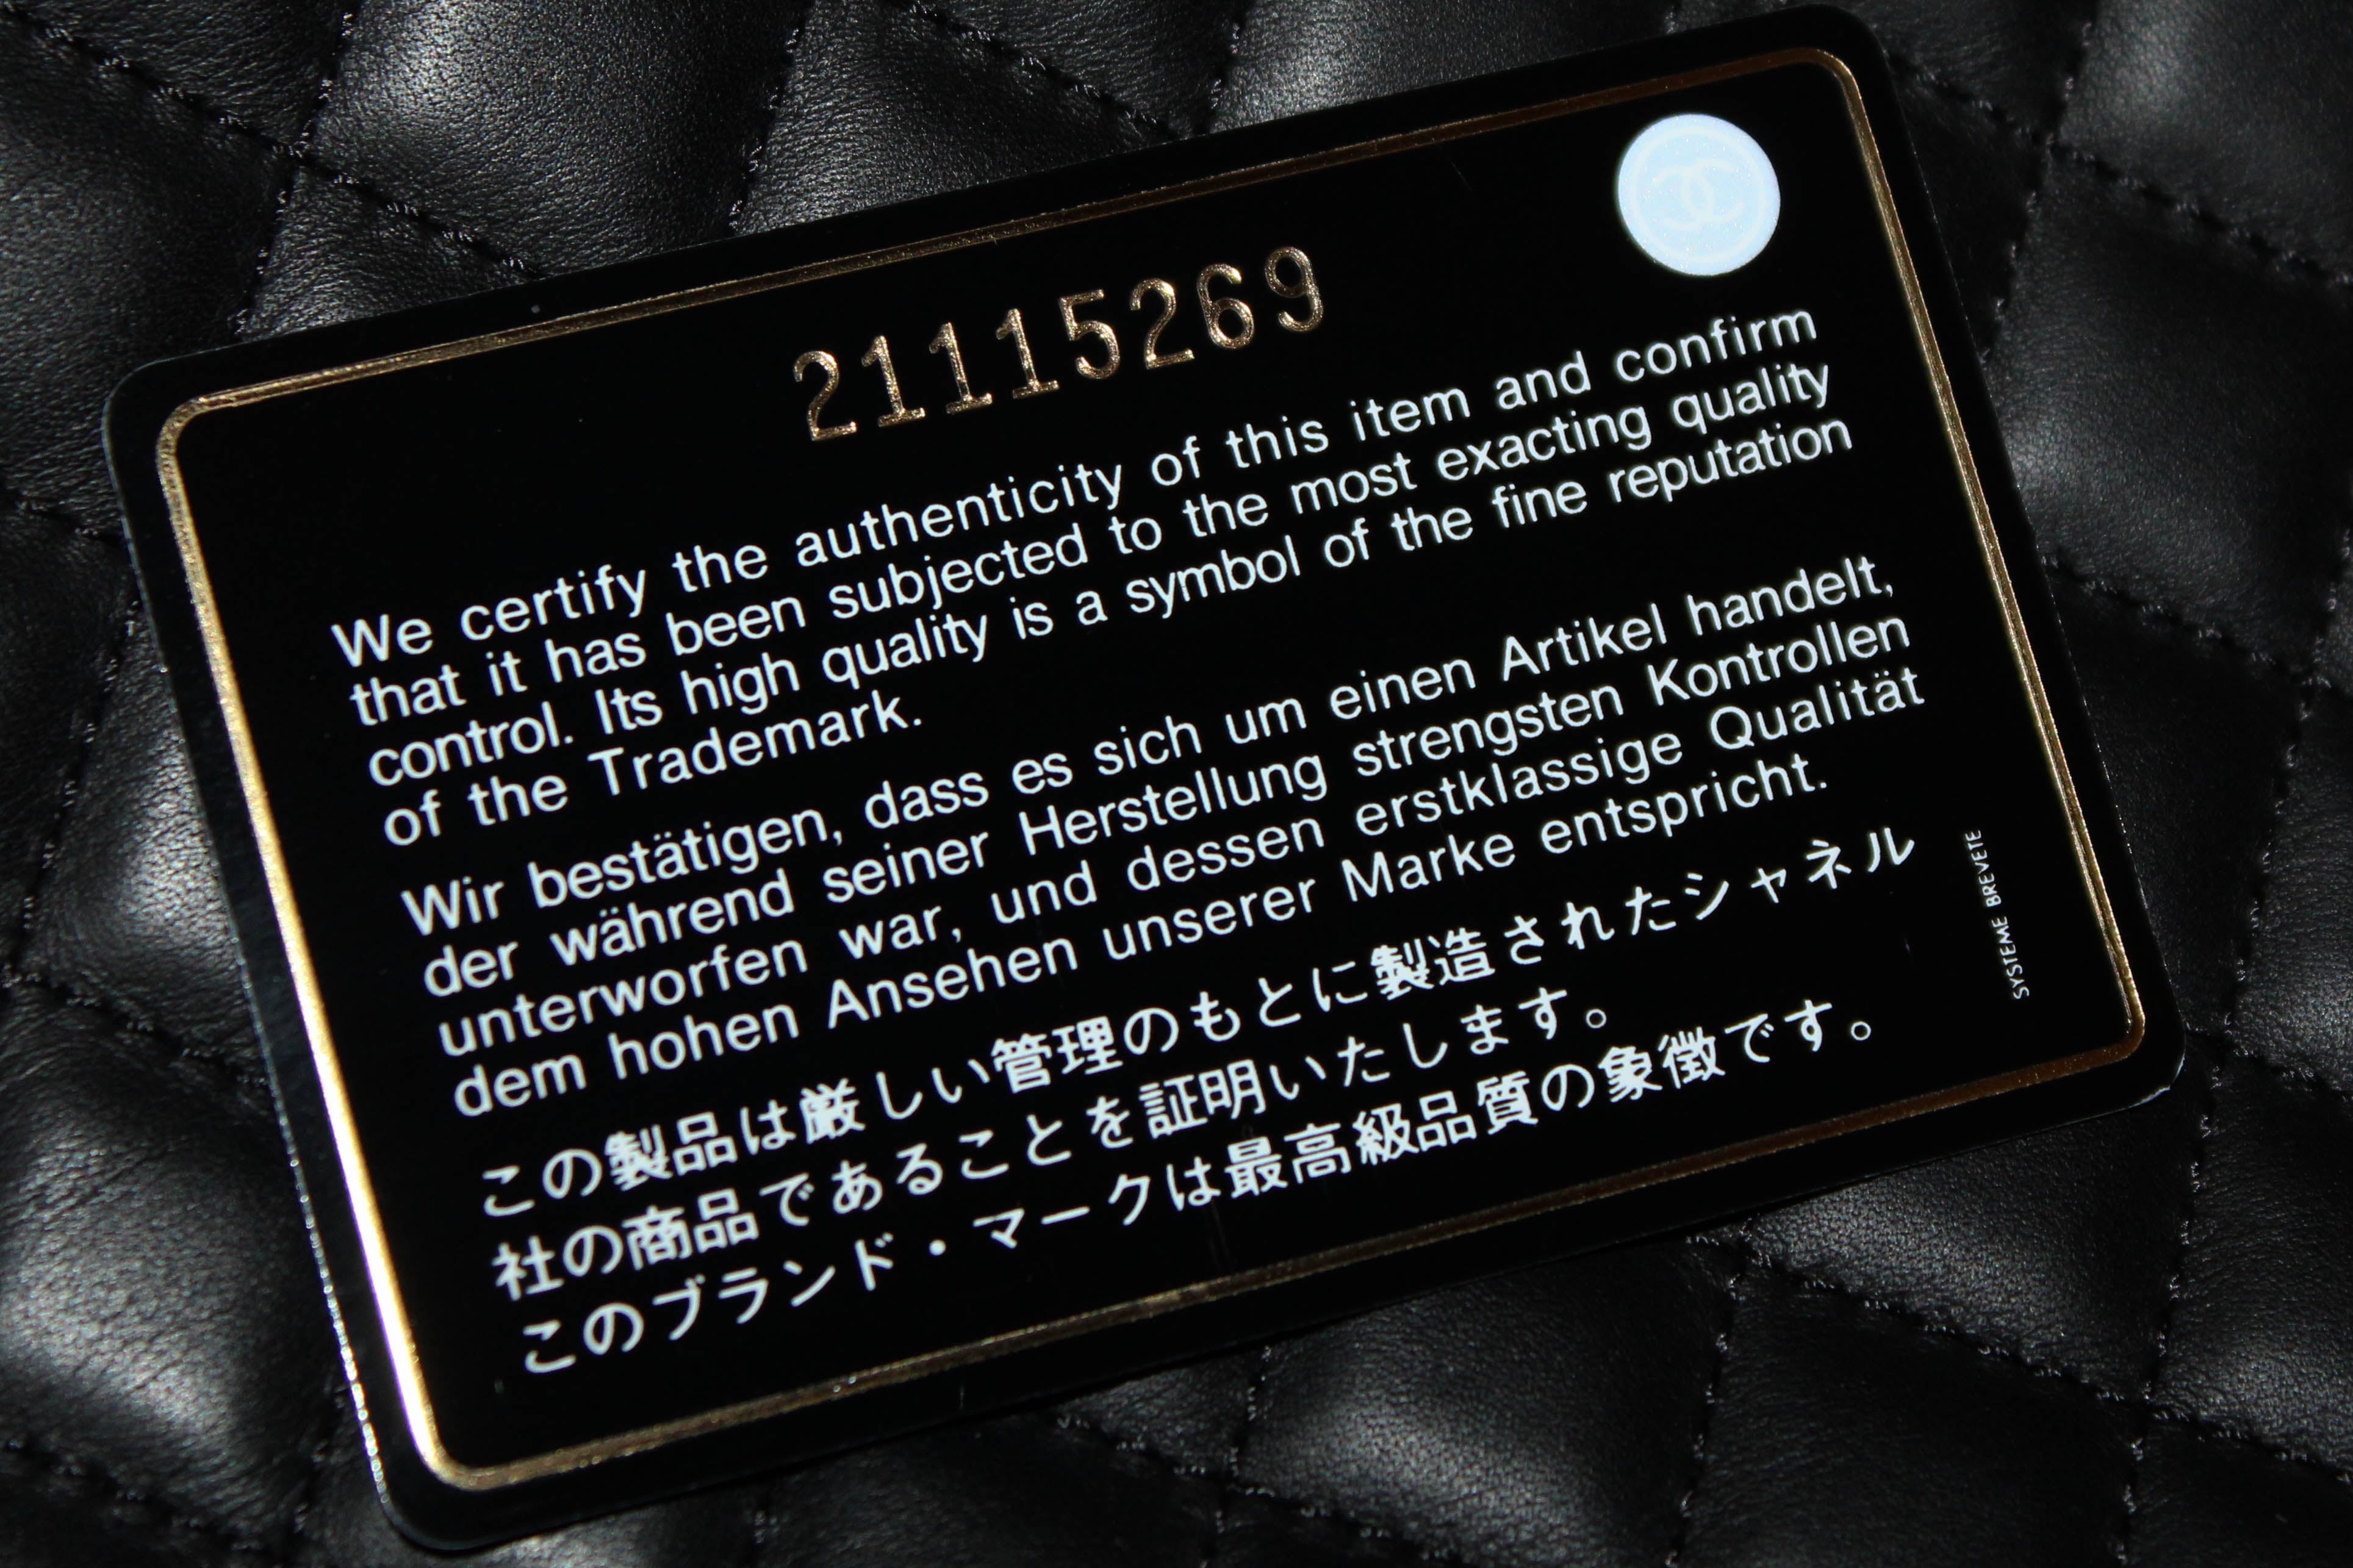 21115269
We certify the authenticity of this item and confirm
that it has been subjected to the most exacting quality
control. Its high quality is a symbol of the fine reputation
of the Trademark.
Wir bestätigen, dass es sich um einen Artikel handelt,
der während seiner Herstellung strengsten Kontrollen
unterworfen war, und dessen erstklassige Qualität
dem hohen Ansehen unserer Marke entspricht.
この製品は厳しい管理のもとに製造されたシャネル
社の商品であることを証明いたします。
このブランド・マークは最高級品質の象徴です。
SYSTEME BREVETE